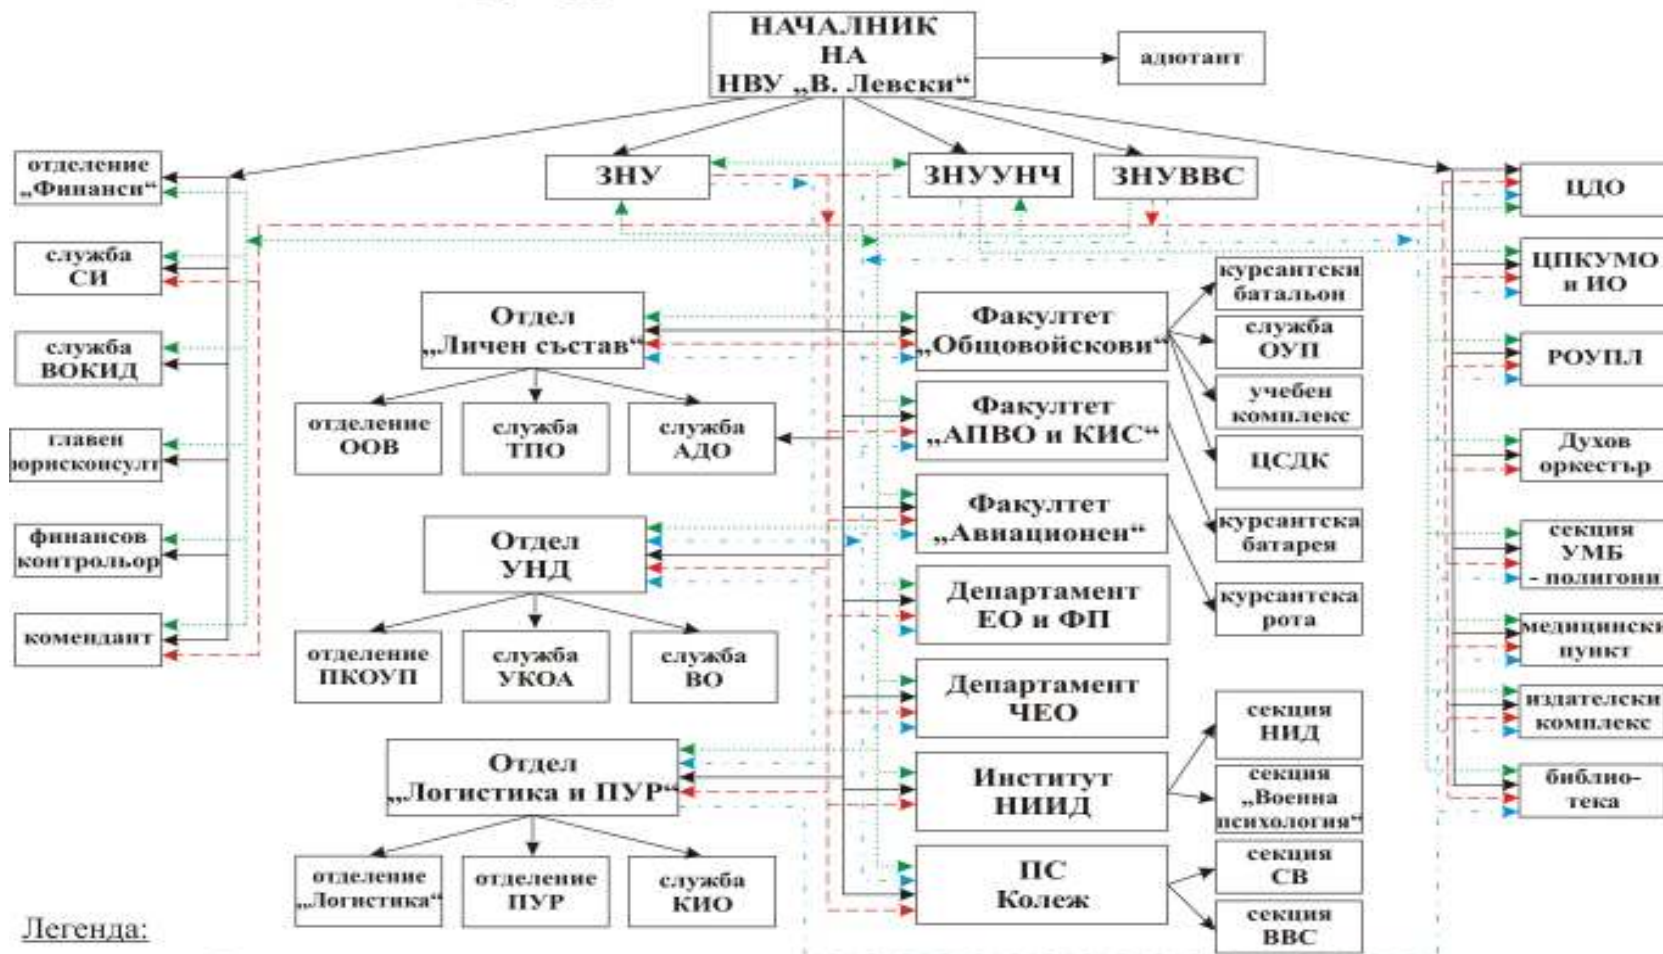 НАЧАЛНИК
НА
НВУ „В. Левски“
адютант
отделение
„Финанси“
ЗНУ
ЗНУУНЧ
ЗНУВВС
ЦДО
служба
СИ
ЦПКУМО
и ИО
служба
ВОКИД
РОУПЛ
главен
юрисконсулт
Духов
оркестър
финансов
контрольор
секция
УМБ
- полигони
комендант
медицински
пункт
издателски
комплекс
библио-
тека
Отдел
„Личен състав“
отделение
ООВ
служба
ТПО
служба
АДО
Отдел
УНД
отделение
ПКОУП
служба
УКОА
служба
ВО
Отдел
„Логистика и ПУР“
отделение
„Логистика“
отделение
ПУР
служба
КИО
Факултет
„Общовойскови“
курсантски
батальон
служба
ОУП
учебен
комплекс
ЦСДК
Факултет
„АПВО и КИС“
курсантска
батарея
Факултет
„Авиационен“
курсантска
рота
Департамент
ЕО и ФП
Департамент
ЧЕО
Институт
НИИД
секция
НИД
секция
„Военна
психология“
ПС
Колеж
секция
СВ
секция
ВВС
Легенда: